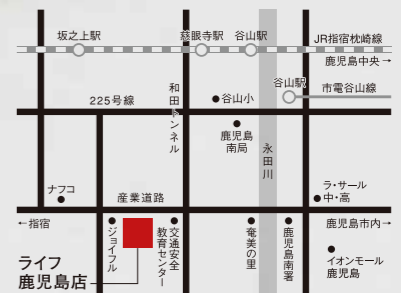 坂之上駅
慈眼寺駅
谷山駅
JR指宿枕崎線
鹿児島中央→
谷山駅
市電谷山線
和田トンネル
谷山小
225号線
鹿児島
南局
永田川
ナフコ
産業道路
ラ・サール
中・高
←指宿
鹿児島市内→
ジョイフル
交通安全
教育センター
奄美の里
鹿児島南署
イオンモール
鹿児島
ライフ
鹿児島店